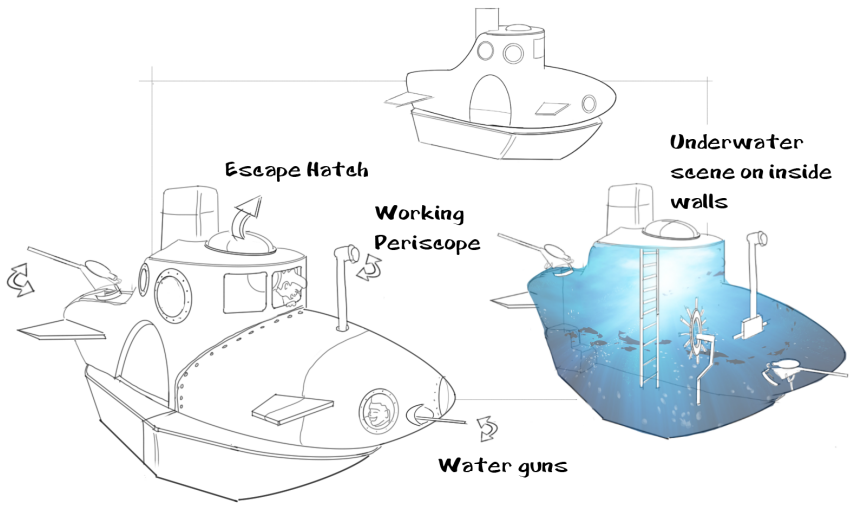 Underwater
scene on inside
walls
Escape Hatch
Working
Periscope
Water guns